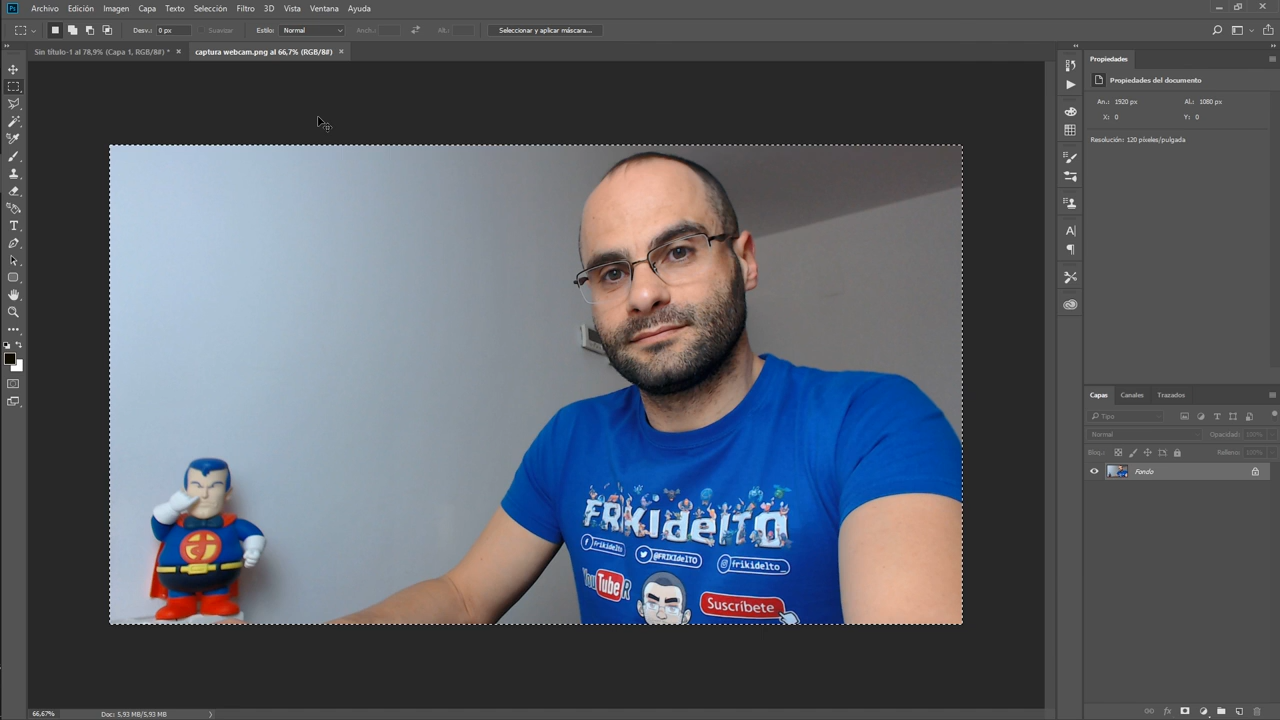 Ps Archivo Edición Imagen Capa Texto Selección Filtro 3D Vista Ventana Ayuda
Desv.: 0 px Suavizar Estilo: Normal Anch.: Alt.: Seleccionar y aplicar máscara...
Sin título-1 al 78,9% (Capa 1, RGB/8#) * × captura webcam.png al 66,7% (RGB/8#) ×
Propiedades
Propiedades del documento
An.: 1920 px Al.: 1080 px
X: 0 Y: 0
Resolución: 120 píxeles/pulgada
FRIKIdelTO
frikidelto @FRIKIdelTO frikidelto_
YouTubeR
Suscríbete
Capas Canales Trazados
Tipo
Normal Opacidad: 100%
Bloq.: Relleno: 100%
Fondo
66,67% Doc: 5,93 MB/5,93 MB